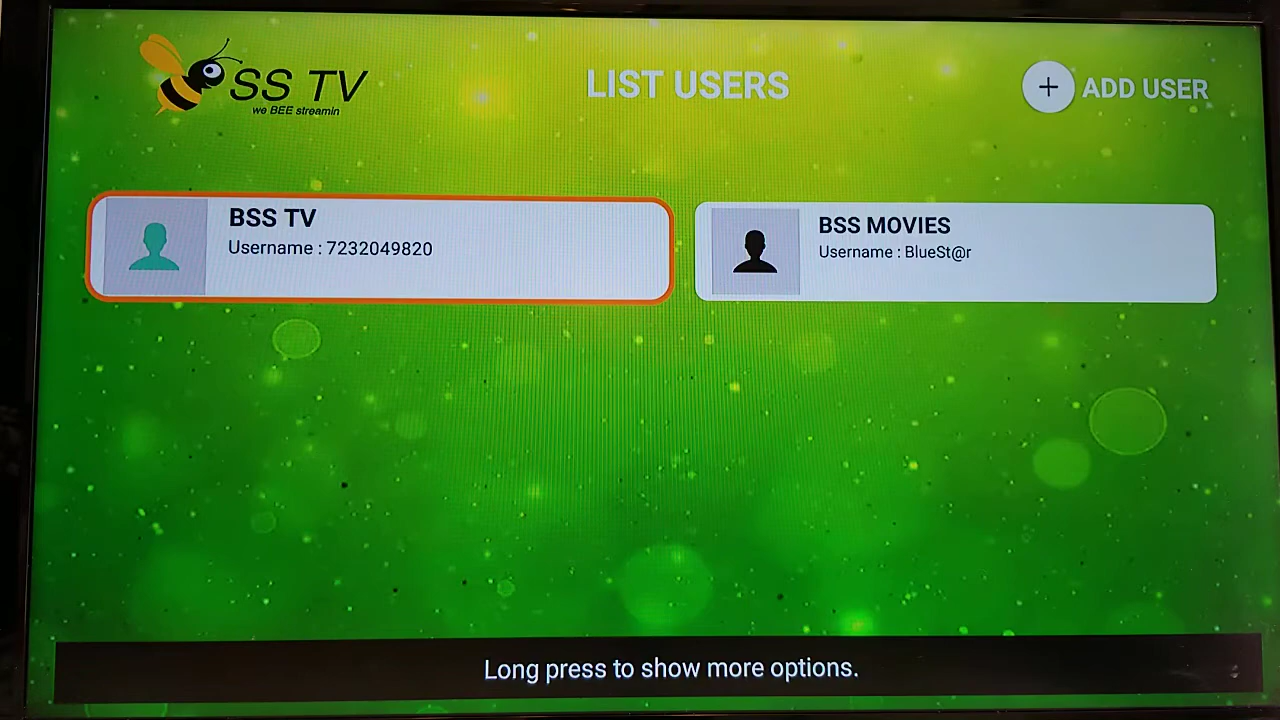 SS TV
we BEE streamin
LIST USERS
+ ADD USER
BSS TV
Username : 7232049820
BSS MOVIES
Username : BlueSt@r
Long press to show more options.